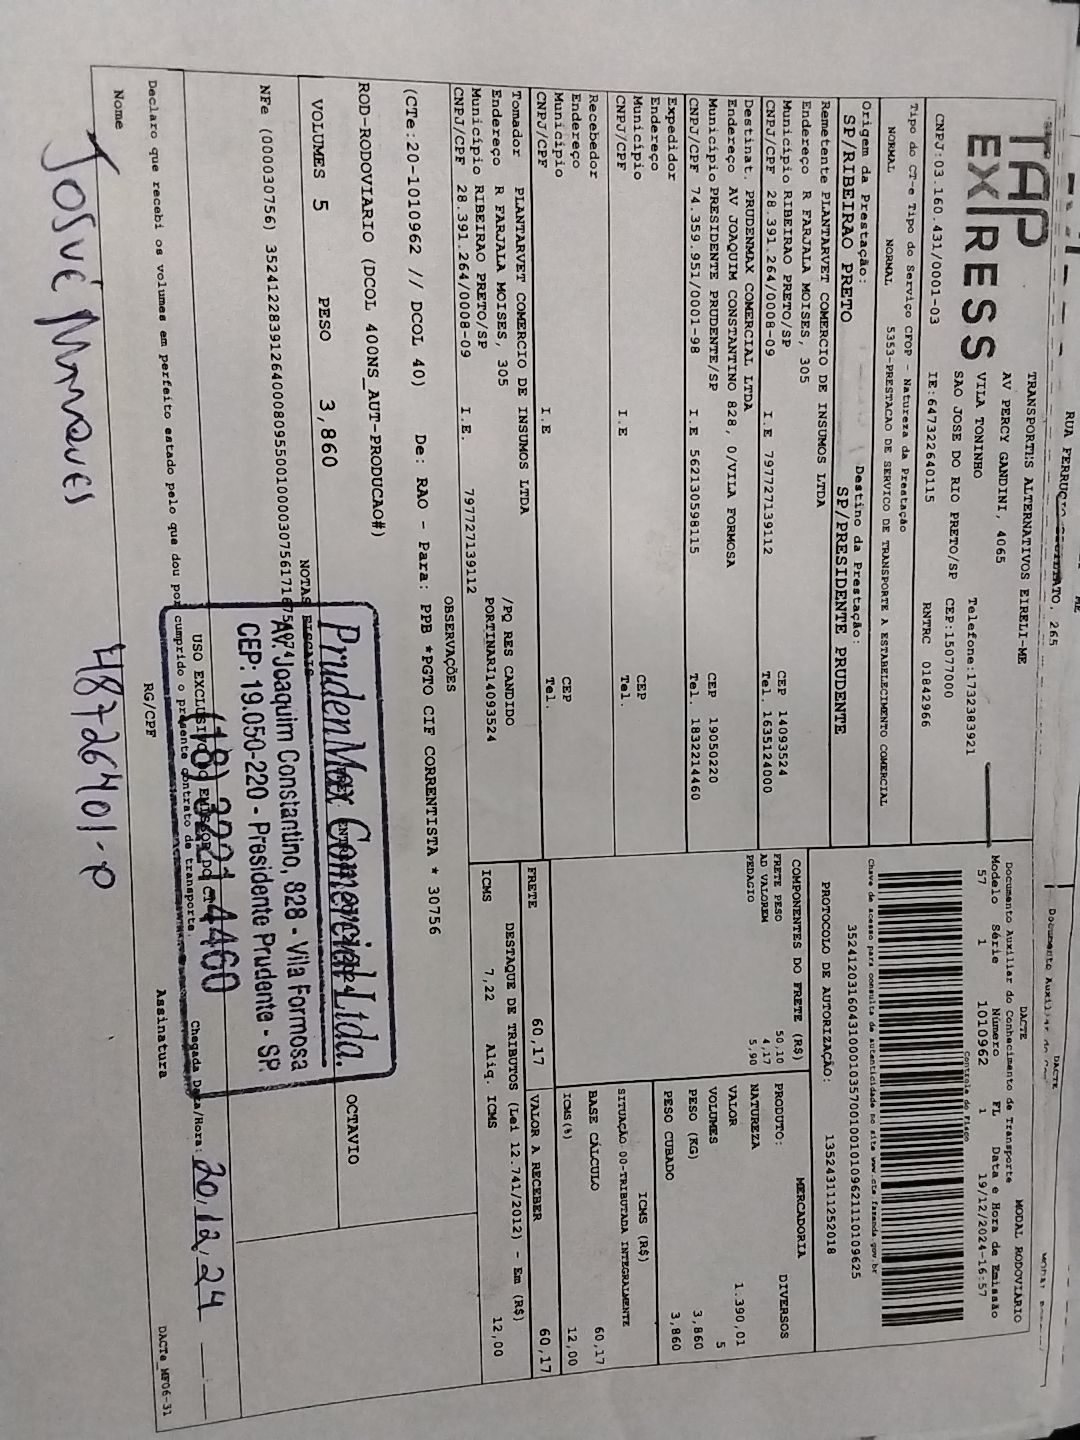 RUA FERRUCIO
, 265
ME
DACTE
TAP
EXPRESS
TRANSPORTES ALTERNATIVOS EIRELI-ME
AV PERCY GANDINI, 4065
VILA TONINHO
Telefone:1732383921
SAO JOSE DO RIO PRETO/SP CEP:15077000
CNPJ:03.160.431/0001-03 IE:647322640115 RNTRC 01842966
DACTE MODAL RODOVIÁRIO
Documento Auxiliar do Conhecimento de Transporte
Modelo Série Número FL Data e Hora de Emissão
57 1 1010962 1 19/12/2024-16:57
Controle do Fisco
Chave de acesso para consulta de autenticidade no site www.cte.fazenda.gov.br
35241203160431000103570010010109621110109625
PROTOCOLO DE AUTORIZAÇÃO: 135243111252018
Tipo do CT-e Tipo do Serviço CFOP - Natureza da Prestação
NORMAL NORMAL 5353-PRESTACAO DE SERVICO DE TRANSPORTE A ESTABELECIMENTO COMERCIAL
Origem da Prestação: Destino da Prestação:
SP/RIBEIRAO PRETO SP/PRESIDENTE PRUDENTE
Remetente PLANTARVET COMERCIO DE INSUMOS LTDA
Endereço R FARJALA MOISES, 305
Município RIBEIRAO PRETO/SP CEP 14093524
CNPJ/CPF 28.391.264/0008-09 I.E 797727139112 Tel. 1635124000
Destinat. PRUDENMAX COMERCIAL LTDA
Endereço AV JOAQUIM CONSTANTINO 828, 0/VILA FORMOSA
Município PRESIDENTE PRUDENTE/SP CEP 19050220
CNPJ/CPF 74.359.951/0001-98 I.E 562130598115 Tel. 1832214460
Expedidor
Endereço
Município CEP
CNPJ/CPF I.E Tel.
Recebedor
Endereço
Município CEP
CNPJ/CPF I.E Tel.
Tomador PLANTARVET COMERCIO DE INSUMOS LTDA
Endereço R FARJALA MOISES, 305 /PQ RES CANDIDO
Município RIBEIRAO PRETO/SP PORTINARI14093524
CNPJ/CPF 28.391.264/0008-09 I.E. 797727139112
COMPONENTES DO FRETE (R$)
FRETE PESO 50,10
AD VALOREM 4,17
PEDAGIO 5,90
MERCADORIA
PRODUTO: DIVERSOS
NATUREZA
VALOR 1.390,01
VOLUMES 5
PESO (KG) 3,860
PESO CUBADO 3,860
ICMS (R$)
SITUAÇÃO 00-TRIBUTADA INTEGRALMENTE
BASE CÁLCULO 60,17
ICMS(%) 12,00
FRETE 60,17 VALOR A RECEBER 60,17
DESTAQUE DE TRIBUTOS (Lei 12.741/2012) - Em (R$)
ICMS 7,22 Aliq. ICMS 12,00
OBSERVAÇÕES
(CTe:20-1010962 // DCOL 40) De: RAO - Para: PPB *PGTO CIF CORRENTISTA * 30756
ROD-RODOVIARIO (DCOL 400NS_AUT-PRODUCAO#)
OCTAVIO
VOLUMES 5 PESO 3,860
NOTAS FISCAIS
NFe (000030756)
PrudenMax Comercial Ltda.
AV. Joaquim Constantino, 828 - Vila Formosa
CEP: 19.050-220 - Presidente Prudente - SP.
(18) 3221-4460
USO EXCLUSIVO DO EMISSOR DO CT-
Chegada Data/Hora: 20.12.24
Declaro que recebi os volumes em perfeito estado pelo que dou por cumprido o presente contrato de transporte.
Nome RG/CPF Assinatura
DACTe_MF06-31
48726401-0